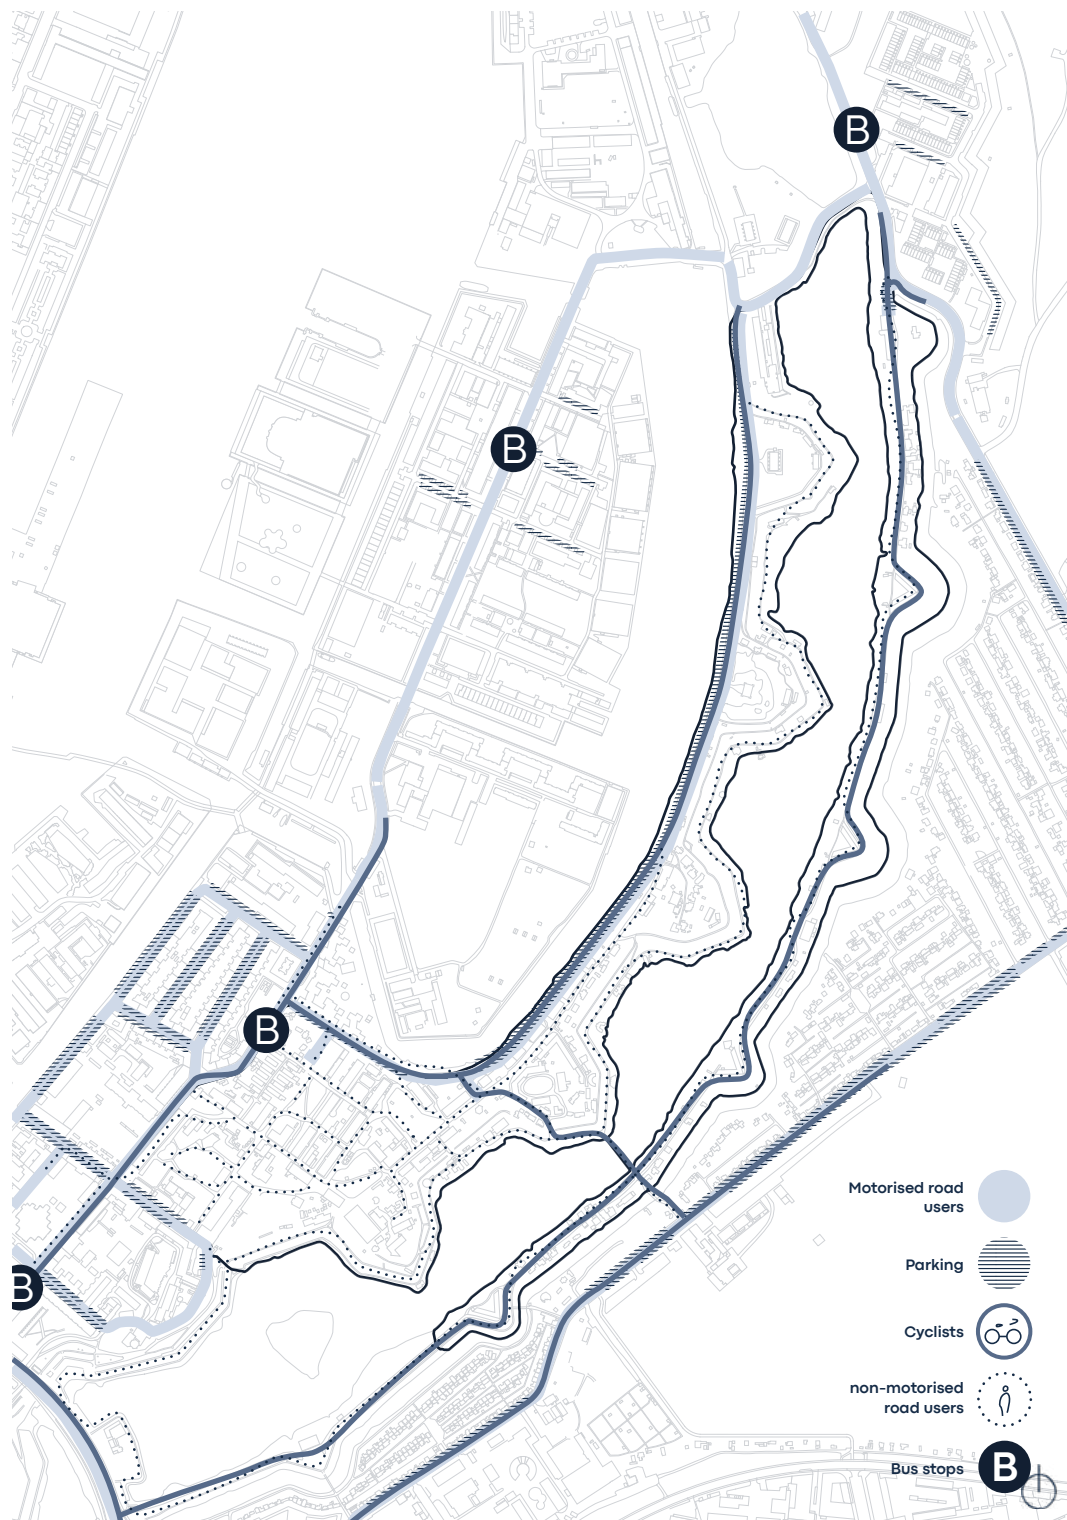 B
B
B
B
Motorised road
users
Parking
Cyclists
non-motorised
road users
Bus stops
B